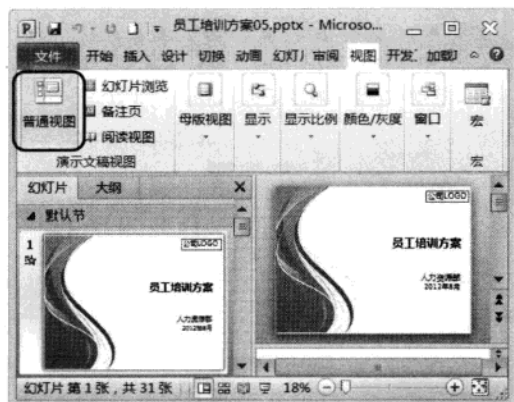 员工培训方案05.pptx - Microso...
文件 开始 插入 设计 切换 动画 幻灯片 审阅 视图 开发 加载
普通视图
幻灯片浏览
备注页
阅读视图
母版视图 显示 显示比例 颜色/灰度 窗口 宏
演示文稿视图 宏
幻灯片 大纲
默认节
1
公司LOGO
员工培训方案
人力资源部
2012年8月
公司LOGO
员工培训方案
人力资源部
2012年8月
幻灯片 第 1 张，共 31 张 18%